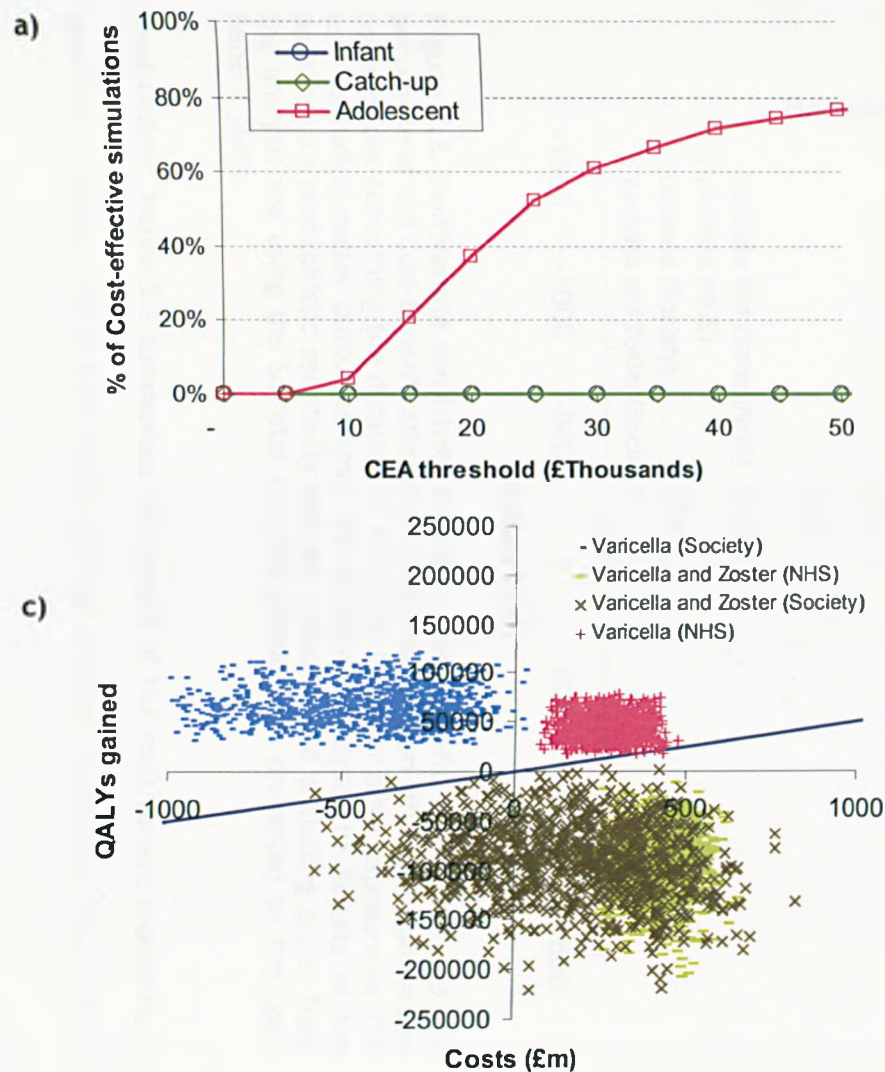 a)
100%
80%
60%
40%
20%
0%
% of Cost-effective simulations
Infant
Catch-up
Adolescent
-
10
20
30
40
50
CEA threshold (£Thousands)
c)
250000
200000
150000
100000
50000
0
-50000
-100000
-150000
-200000
-250000
QALYs gained
Varicella (Society)
Varicella and Zoster (NHS)
Varicella and Zoster (Society)
Varicella (NHS)
-1000
-500
0
500
1000
Costs (£m)